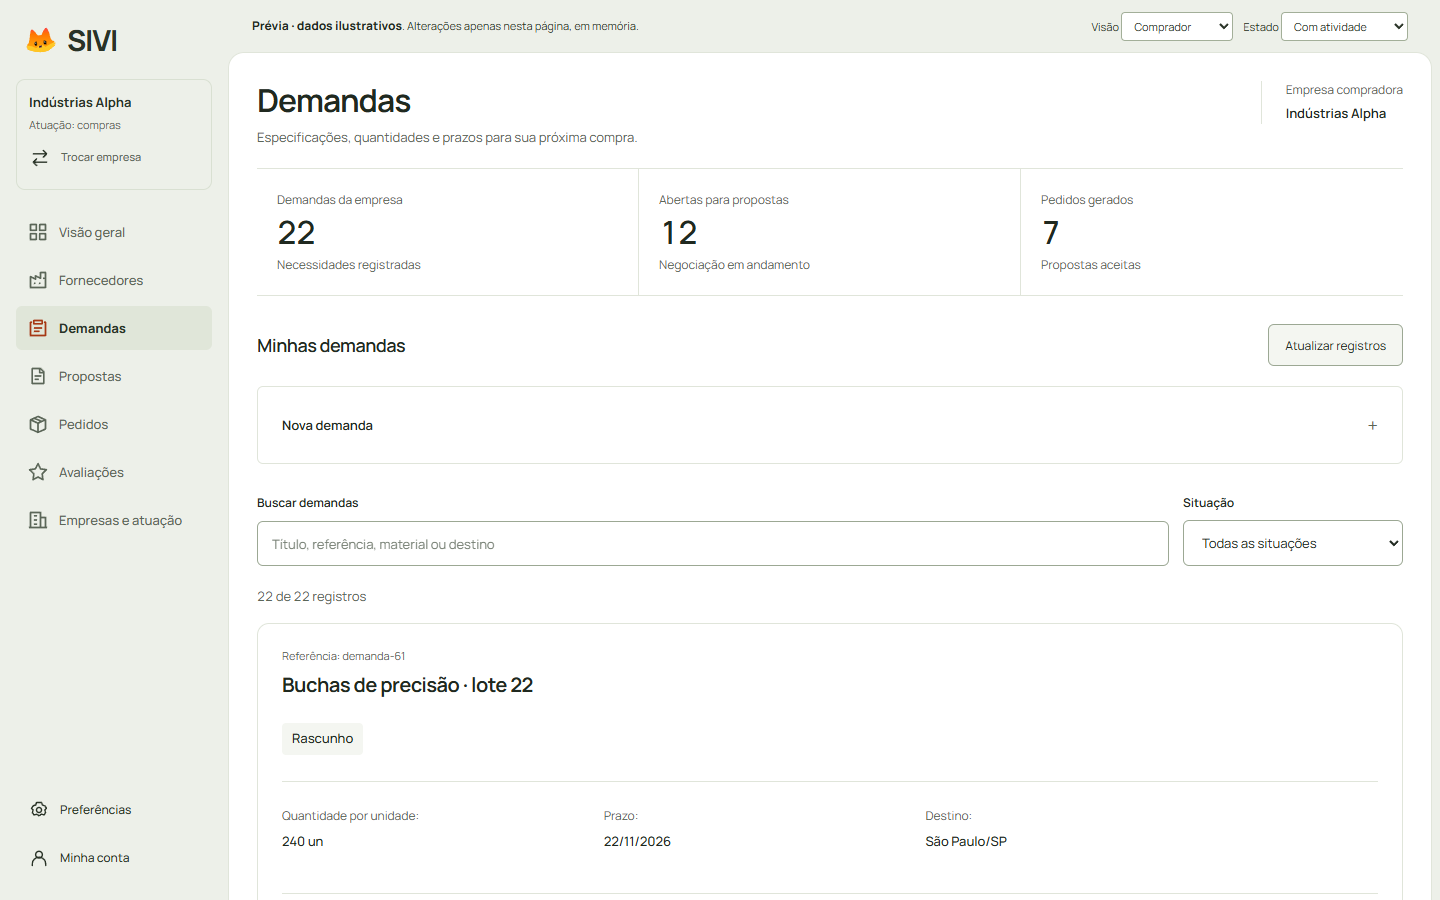 SIVI
Indústrias Alpha
Atuação: compras
Trocar empresa
Visão geral
Fornecedores
Demandas
Propostas
Pedidos
Avaliações
Empresas e atuação
Preferências
Minha conta
Prévia · dados ilustrativos. Alterações apenas nesta página, em memória.
Visão Comprador Estado Com atividade
Demandas
Especificações, quantidades e prazos para sua próxima compra.
Empresa compradora
Indústrias Alpha
Demandas da empresa
22
Necessidades registradas
Abertas para propostas
12
Negociação em andamento
Pedidos gerados
7
Propostas aceitas
Minhas demandas
Atualizar registros
Nova demanda +
Buscar demandas
Título, referência, material ou destino
Situação
Todas as situações
22 de 22 registros
Referência: demanda-61
Buchas de precisão · lote 22
Rascunho
Quantidade por unidade:
240 un
Prazo:
22/11/2026
Destino:
São Paulo/SP